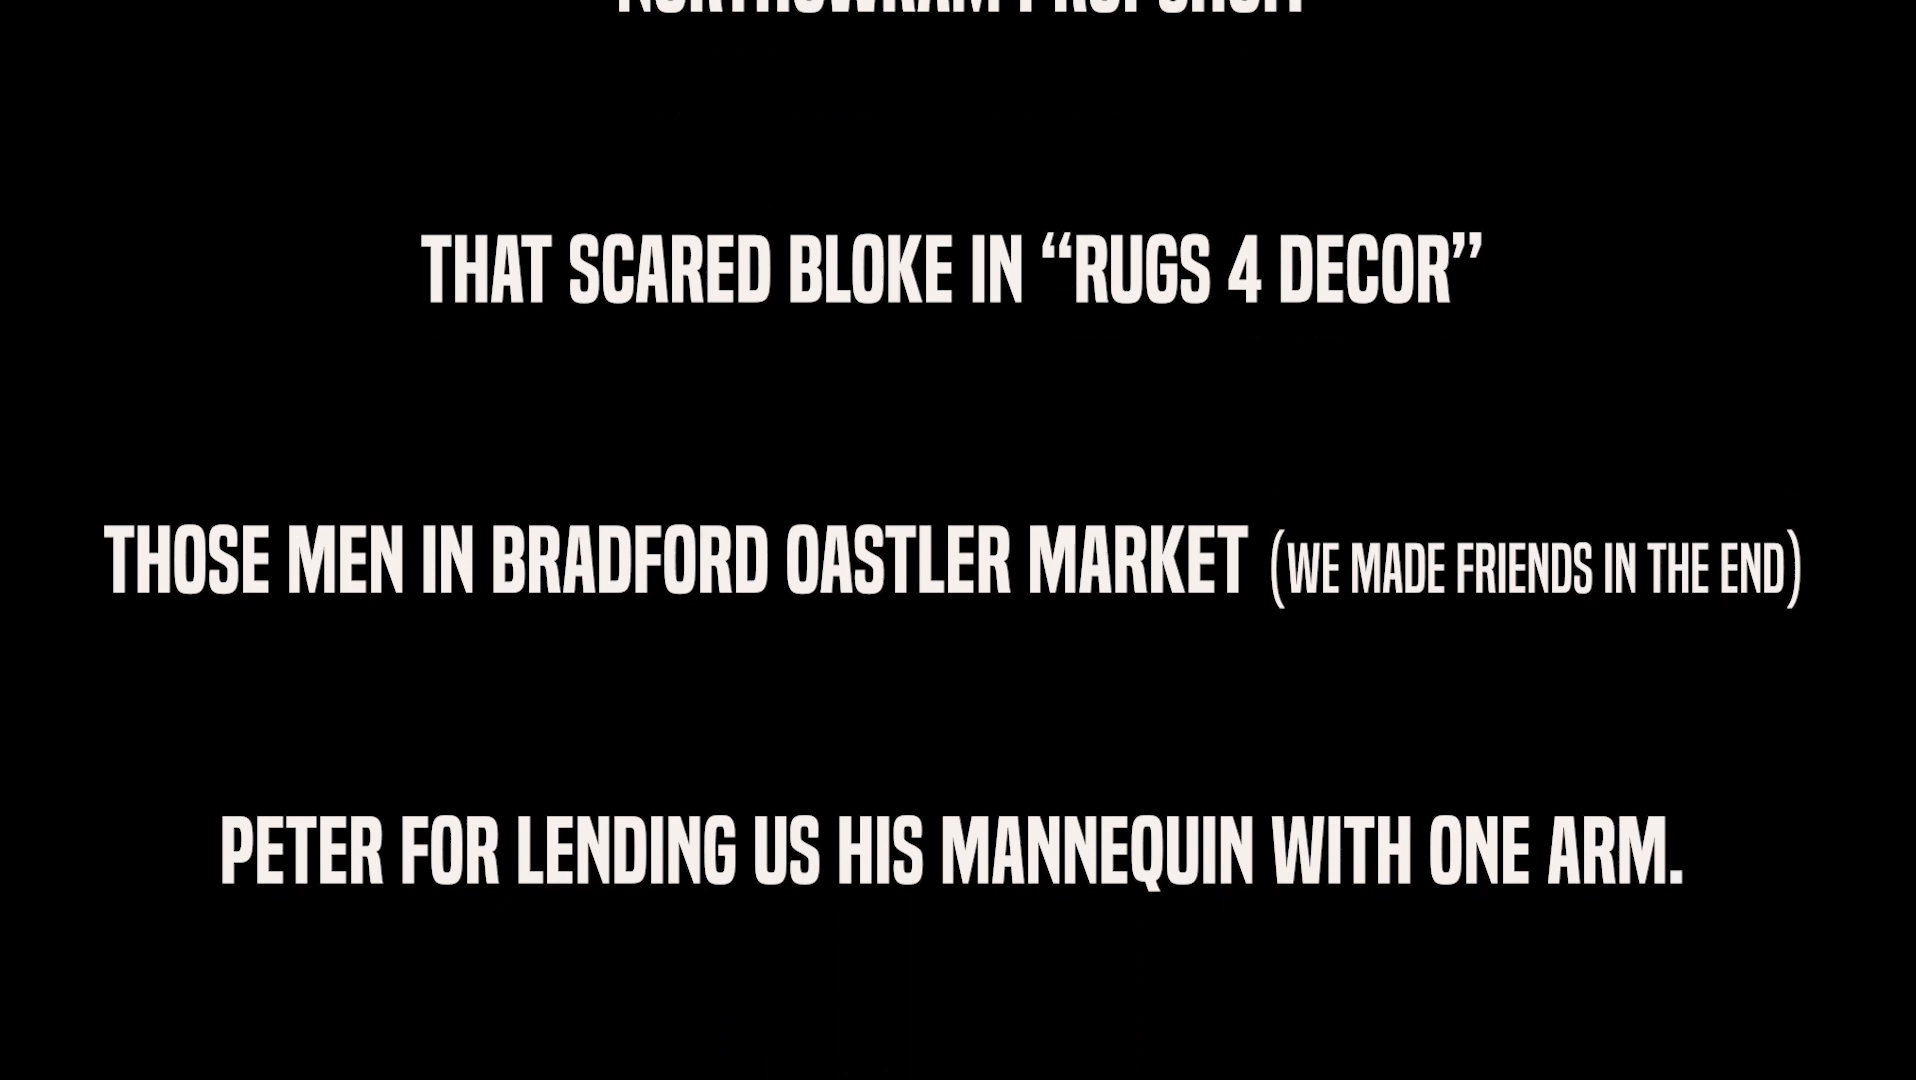 THAT SCARED BLOKE IN “RUGS 4 DECOR”
THOSE MEN IN BRADFORD OASTLER MARKET (WE MADE FRIENDS IN THE END)
PETER FOR LENDING US HIS MANNEQUIN WITH ONE ARM.